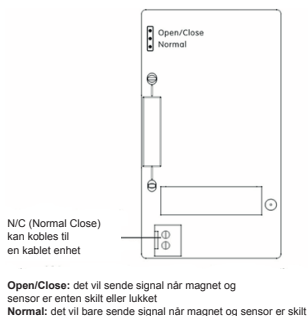 Open/Close
Normal
N/C (Normal Close)
kan kobles til
en kablet enhet
Open/Close: det vil sende signal når magnet og
sensor er enten skilt eller lukket
Normal: det vil bare sende signal når magnet og sensor er skilt